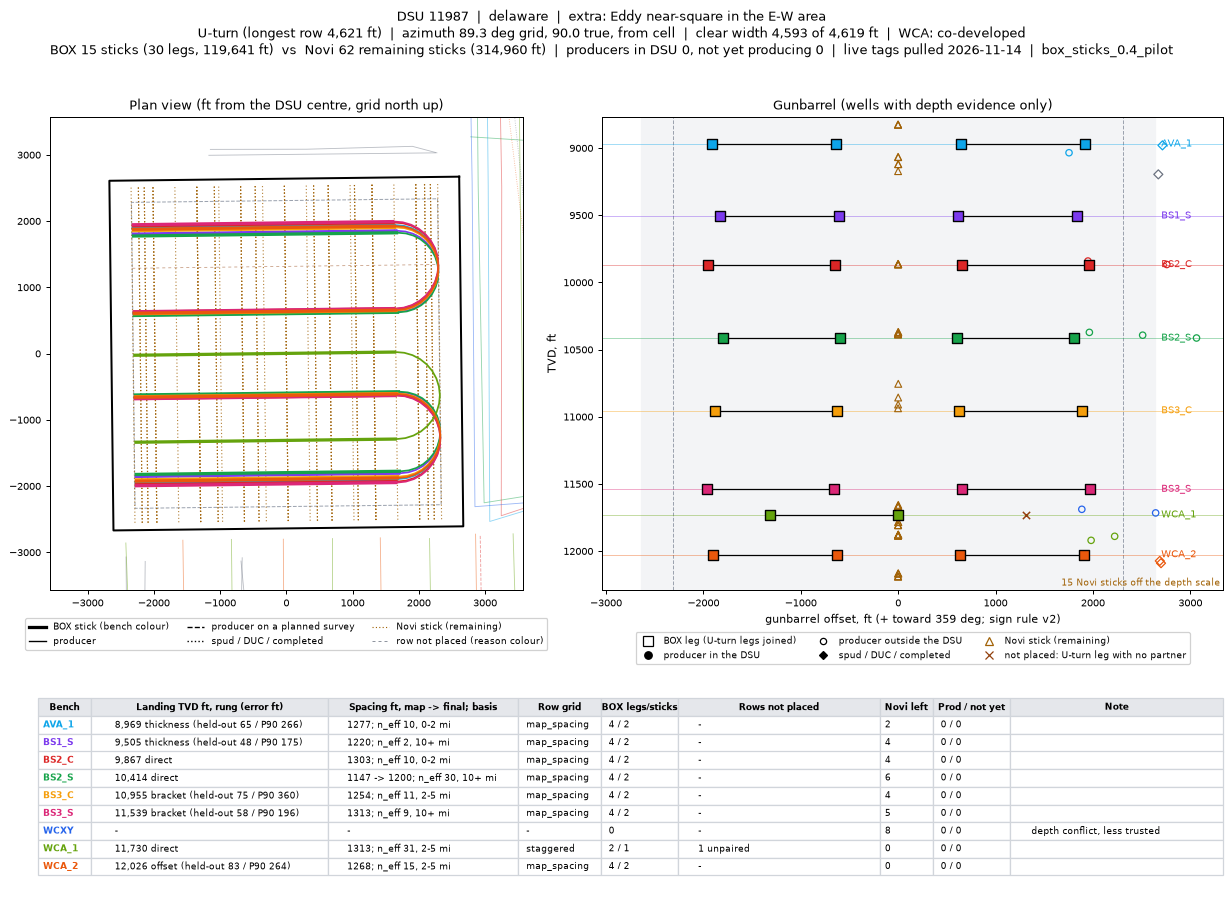 DSU 11987 | delaware | extra: Eddy near-square in the E-W area
U-turn (longest row 4,621 ft) | azimuth 89.3 deg grid, 90.0 true, from cell | clear width 4,593 of 4,619 ft | WCA: co-developed
BOX 15 sticks (30 legs, 119,641 ft) vs Novi 62 remaining sticks (314,960 ft) | producers in DSU 0, not yet producing 0 | live tags pulled 2026-11-14 | box_sticks_0.4_pilot
Plan view (ft from the DSU centre, grid north up)
3000
2000
1000
0
−1000
−2000
−3000
−3000 −2000 −1000 0 1000 2000 3000
BOX stick (bench colour)
producer
producer on a planned survey
spud / DUC / completed
Novi stick (remaining)
row not placed (reason colour)
Gunbarrel (wells with depth evidence only)
TVD, ft
9000
9500
10000
10500
11000
11500
12000
AVA_1
BS1_S
BS2_C
BS2_S
BS3_C
BS3_S
WCA_1
WCA_2
15 Novi sticks off the depth scale
−3000 −2000 −1000 0 1000 2000 3000
gunbarrel offset, ft (+ toward 359 deg; sign rule v2)
BOX leg (U-turn legs joined)
producer in the DSU
producer outside the DSU
spud / DUC / completed
Novi stick (remaining)
not placed: U-turn leg with no partner
Bench Landing TVD ft, rung (error ft) Spacing ft, map -> final; basis Row grid BOX legs/sticks Rows not placed Novi left Prod / not yet Note
AVA_1 8,969 thickness (held-out 65 / P90 266) 1277; n_eff 10, 0-2 mi map_spacing 4 / 2 - 2 0 / 0
BS1_S 9,505 thickness (held-out 48 / P90 175) 1220; n_eff 2, 10+ mi map_spacing 4 / 2 - 4 0 / 0
BS2_C 9,867 direct 1303; n_eff 10, 0-2 mi map_spacing 4 / 2 - 4 0 / 0
BS2_S 10,414 direct 1147 -> 1200; n_eff 30, 10+ mi map_spacing 4 / 2 - 6 0 / 0
BS3_C 10,955 bracket (held-out 75 / P90 360) 1254; n_eff 11, 2-5 mi map_spacing 4 / 2 - 4 0 / 0
BS3_S 11,539 bracket (held-out 58 / P90 196) 1313; n_eff 9, 10+ mi map_spacing 4 / 2 - 5 0 / 0
WCXY - - - 0 - 8 0 / 0 depth conflict, less trusted
WCA_1 11,730 direct 1313; n_eff 31, 2-5 mi staggered 2 / 1 1 unpaired 0 0 / 0
WCA_2 12,026 offset (held-out 83 / P90 264) 1268; n_eff 15, 2-5 mi map_spacing 4 / 2 - 0 0 / 0